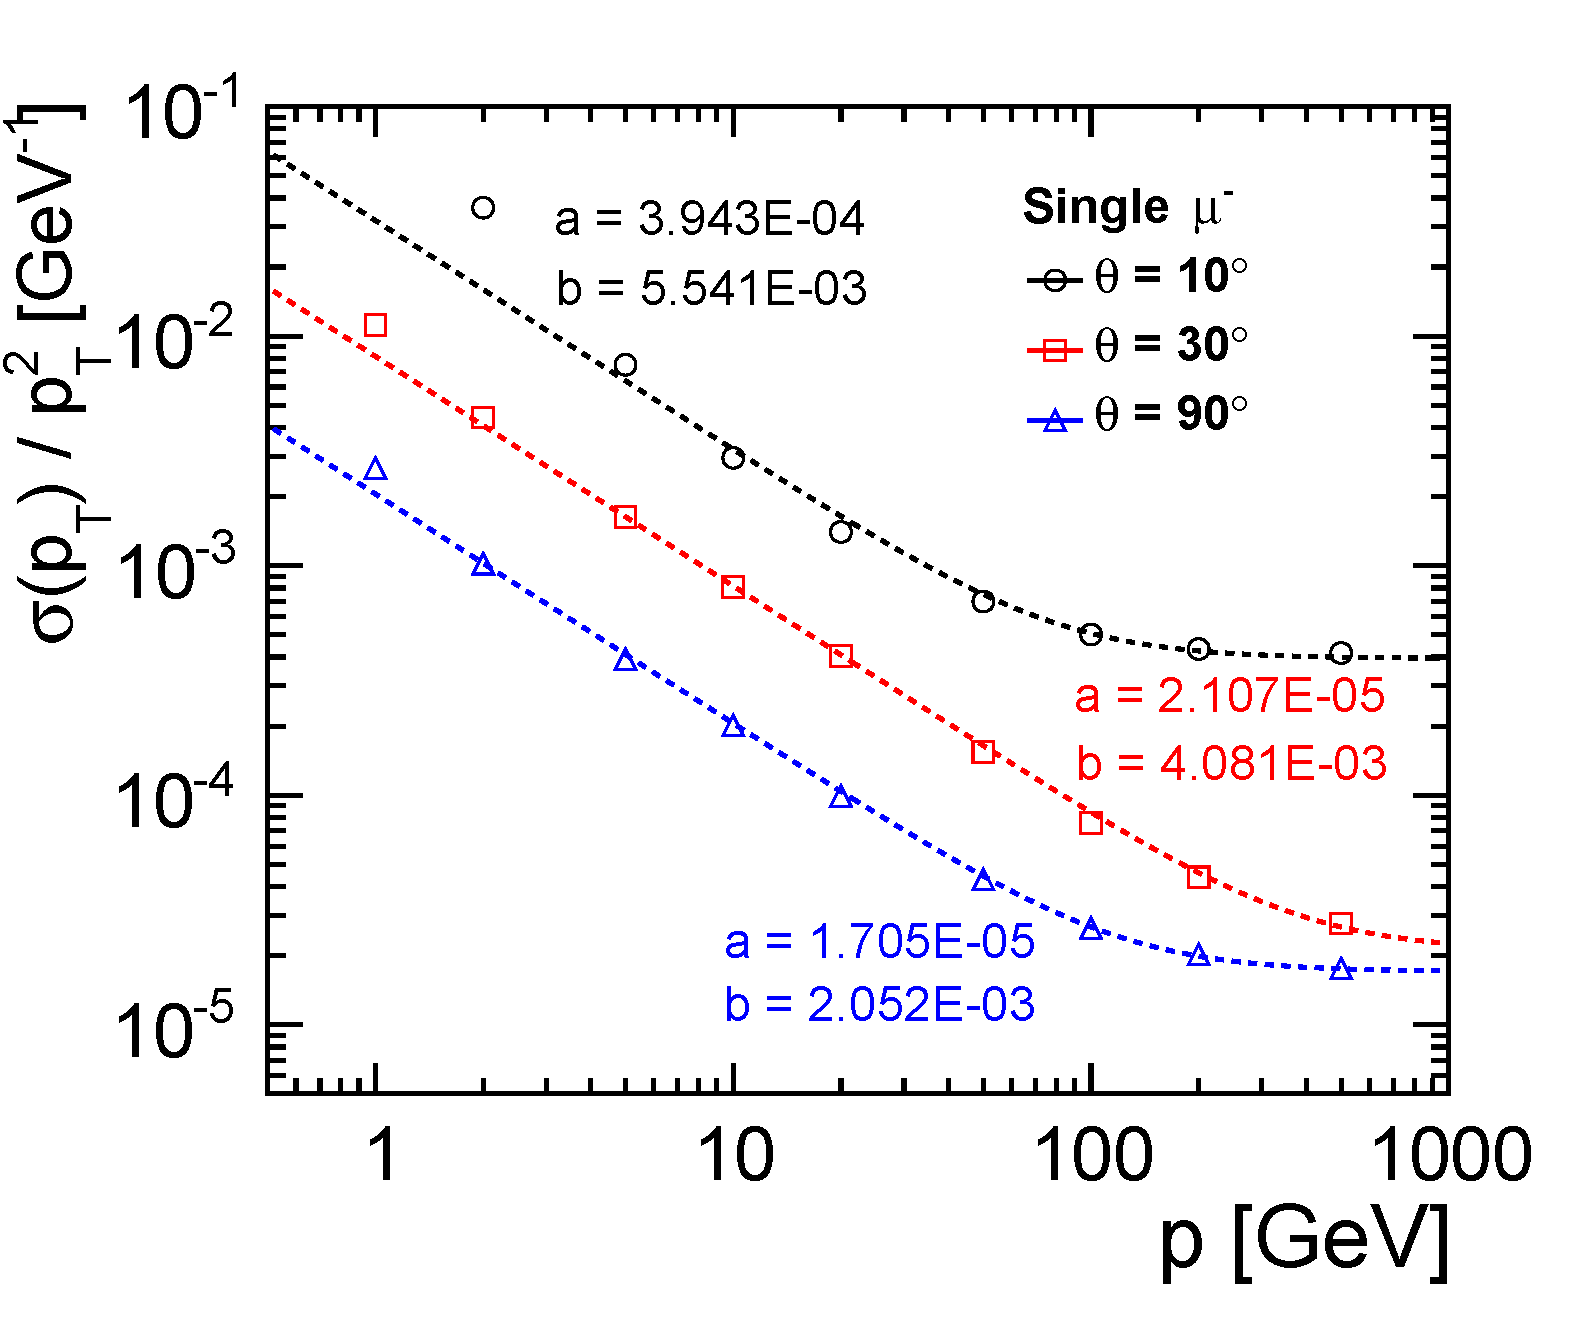 σ(p_T) / p_T^2 [GeV^-1]
10^-1
10^-2
10^-3
10^-4
10^-5
a = 3.943E-04
b = 5.541E-03
Single μ^-
θ = 10°
θ = 30°
θ = 90°
a = 2.107E-05
b = 4.081E-03
a = 1.705E-05
b = 2.052E-03
1 10 100 1000
p [GeV]